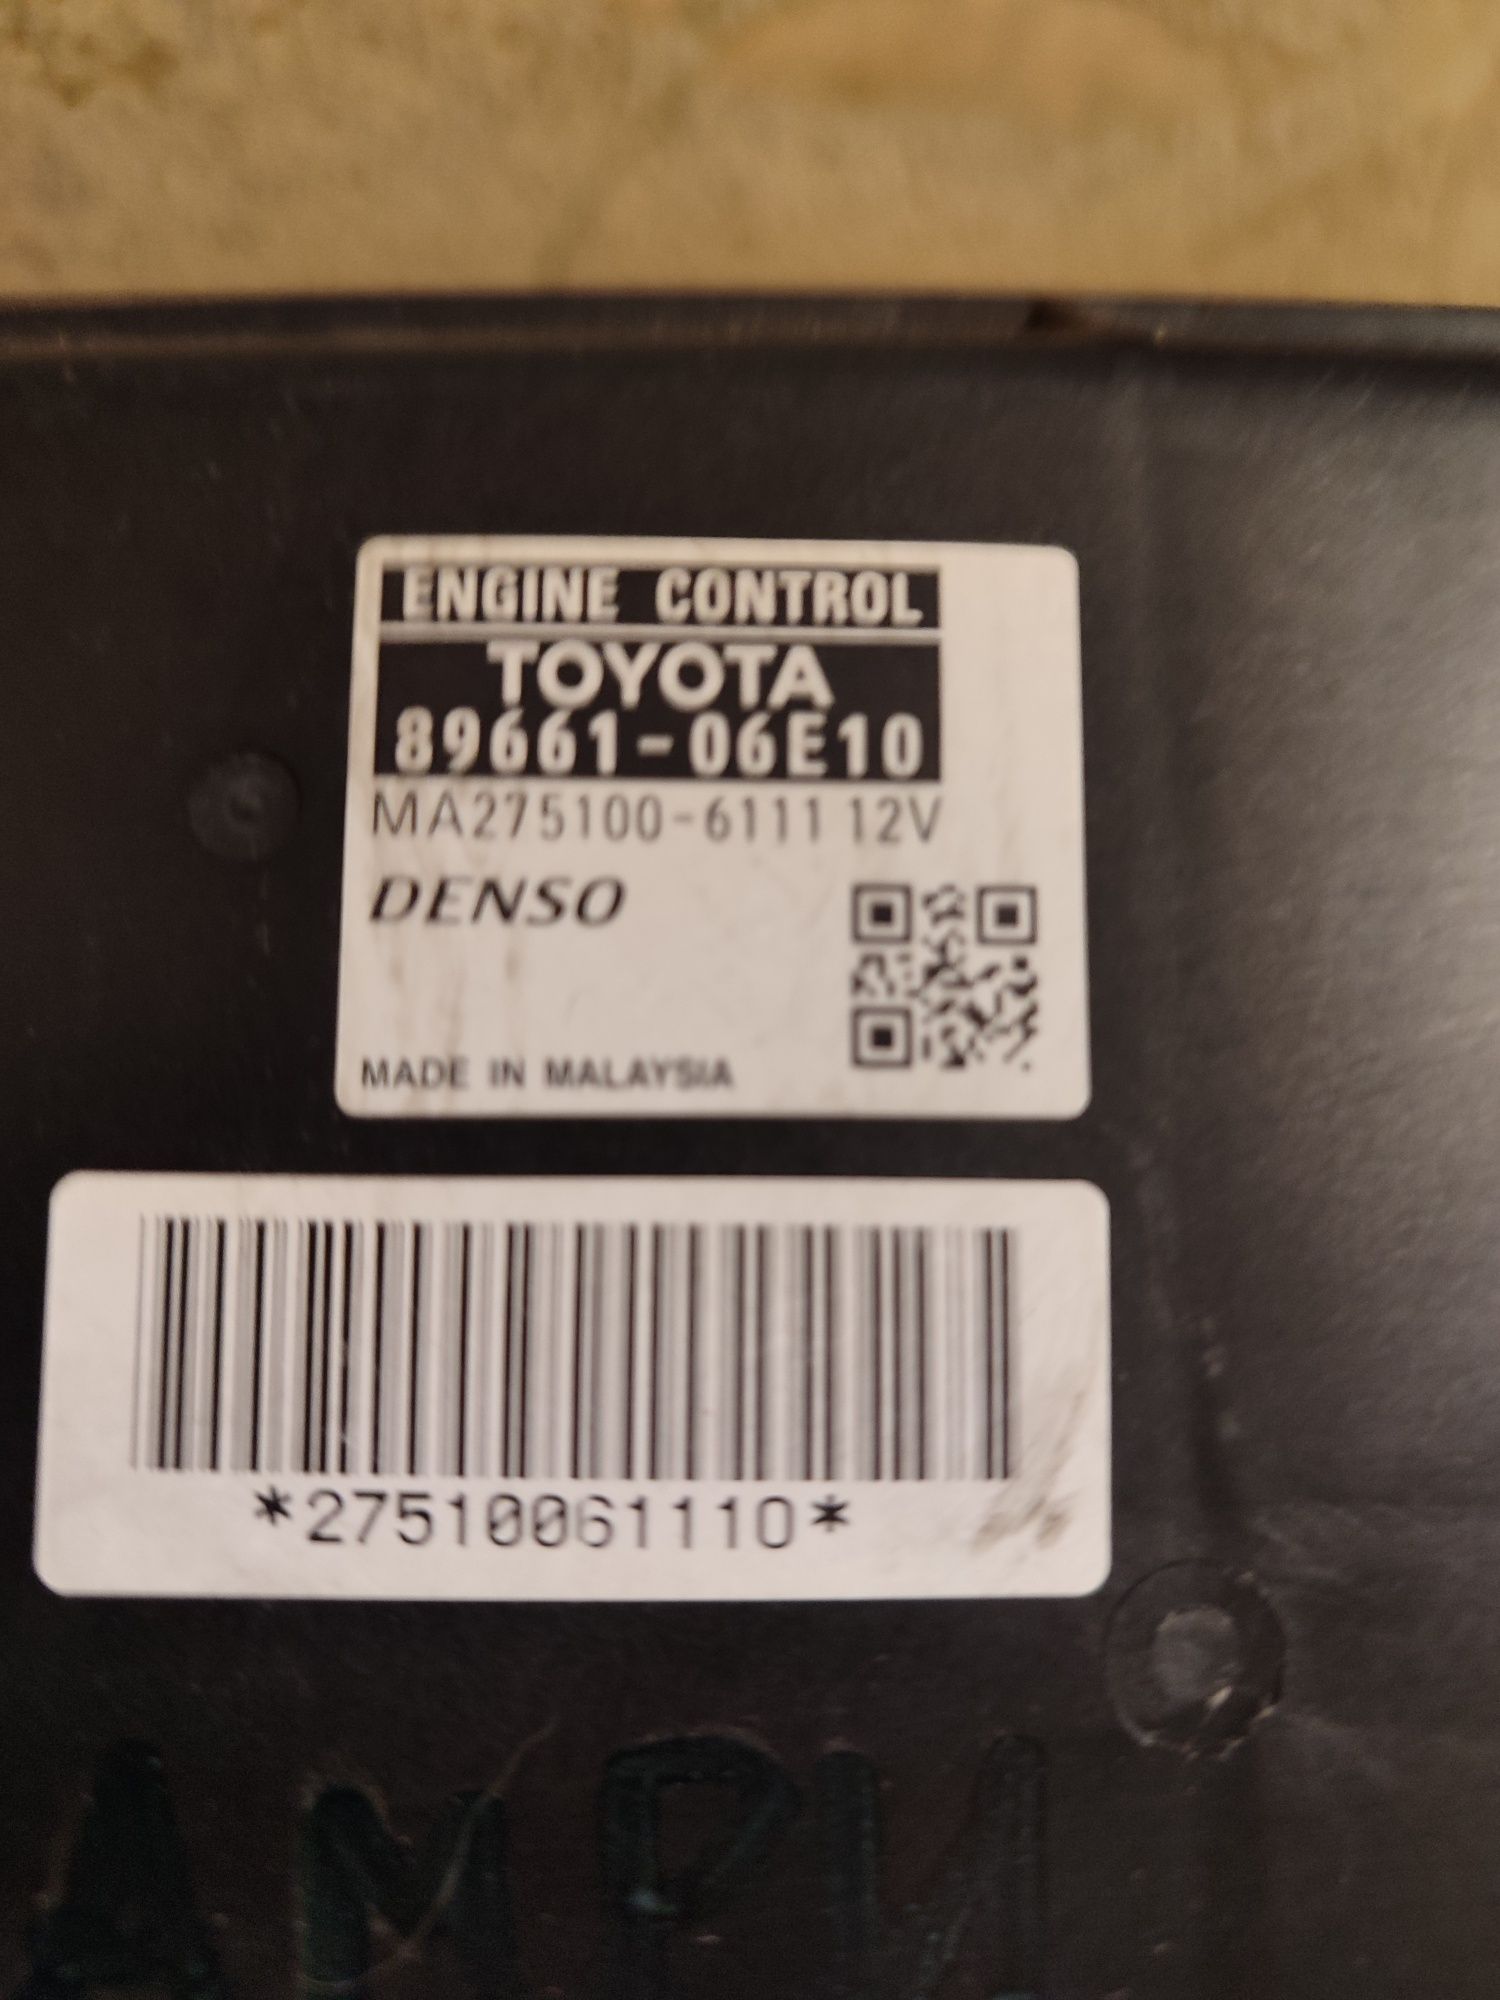 ENGINE CONTROL
TOYOTA
89661-06E10
MA275100-6111 12V
DENSO
MADE IN MALAYSIA
*27510061110*